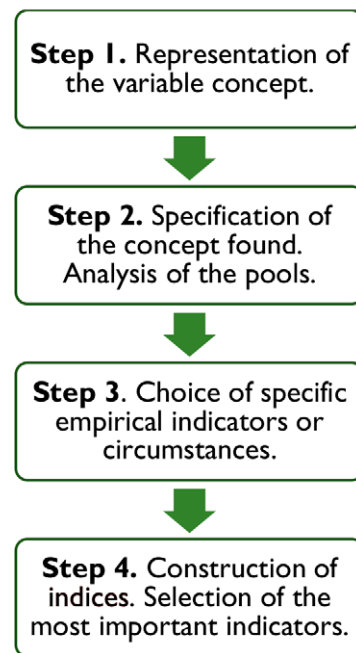 Step 1. Representation of
the variable concept.
Step 2. Specification of
the concept found.
Analysis of the pools.
Step 3. Choice of specific
empirical indicators or
circumstances.
Step 4. Construction of
indices. Selection of the
most important indicators.